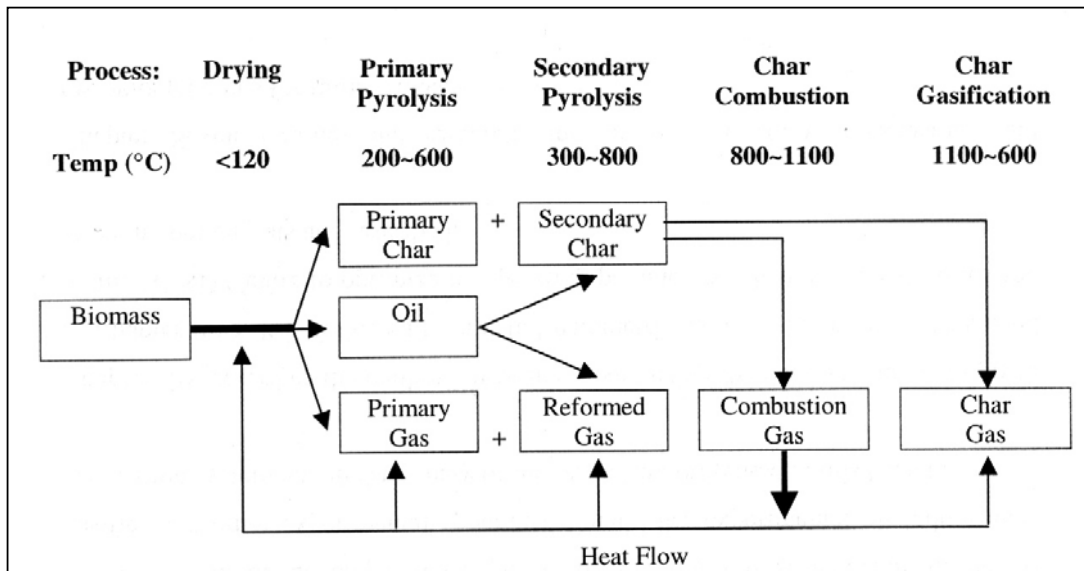 Process: Drying Primary Secondary Char Char
Pyrolysis Pyrolysis Combustion Gasification
Temp (°C) <120 200~600 300~800 800~1100 1100~600
Primary + Secondary
Char Char
Biomass Oil
Primary + Reformed Combustion Char
Gas Gas Gas Gas
Heat Flow